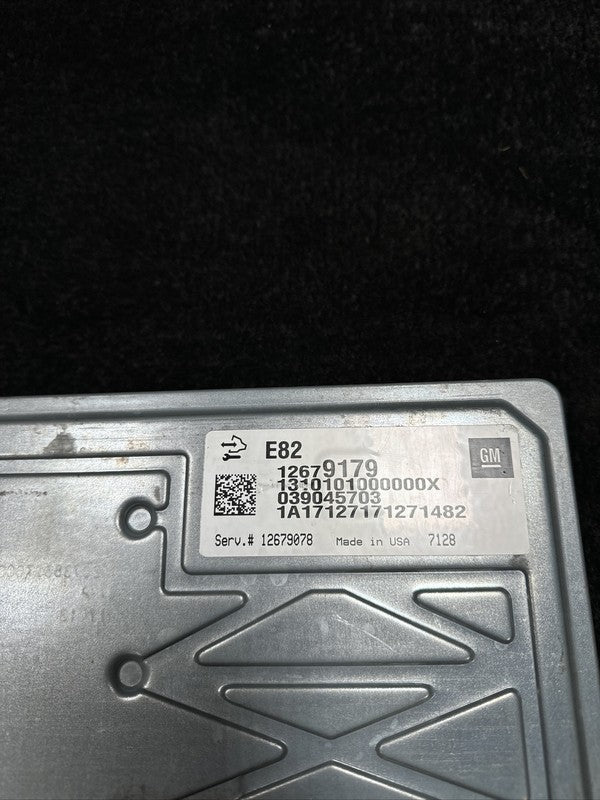 E82
GM
12679179
1310101000000X
039045703
1A17127171271482
Serv.# 12679078 Made in USA 7128